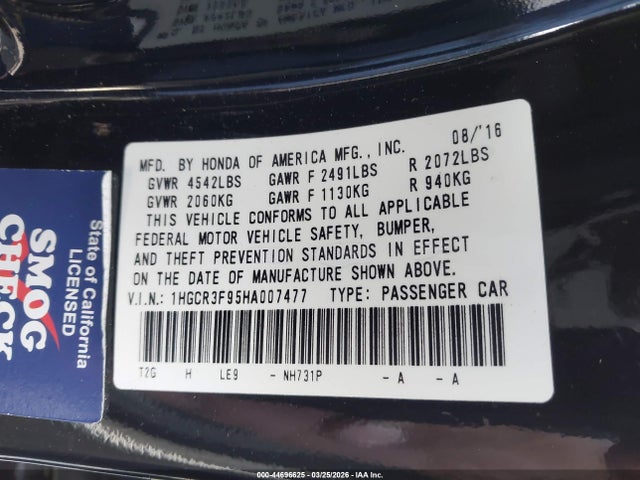 08/'16
MFD. BY HONDA OF AMERICA MFG., INC.
GVWR 4542LBS GAWR F 2491LBS R 2072LBS
GVWR 2060KG GAWR F 1130KG R 940KG
THIS VEHICLE CONFORMS TO ALL APPLICABLE
FEDERAL MOTOR VEHICLE SAFETY, BUMPER,
AND THEFT PREVENTION STANDARDS IN EFFECT
ON THE DATE OF MANUFACTURE SHOWN ABOVE.
V.I.N.: 1HGCR3F95HA007477 TYPE: PASSENGER CAR
T2G H LE9 - NH731P - A - A
State of California
LICENSED
SMOG
CHECK
000-44696625 - 03/25/2026 - IAA Inc.